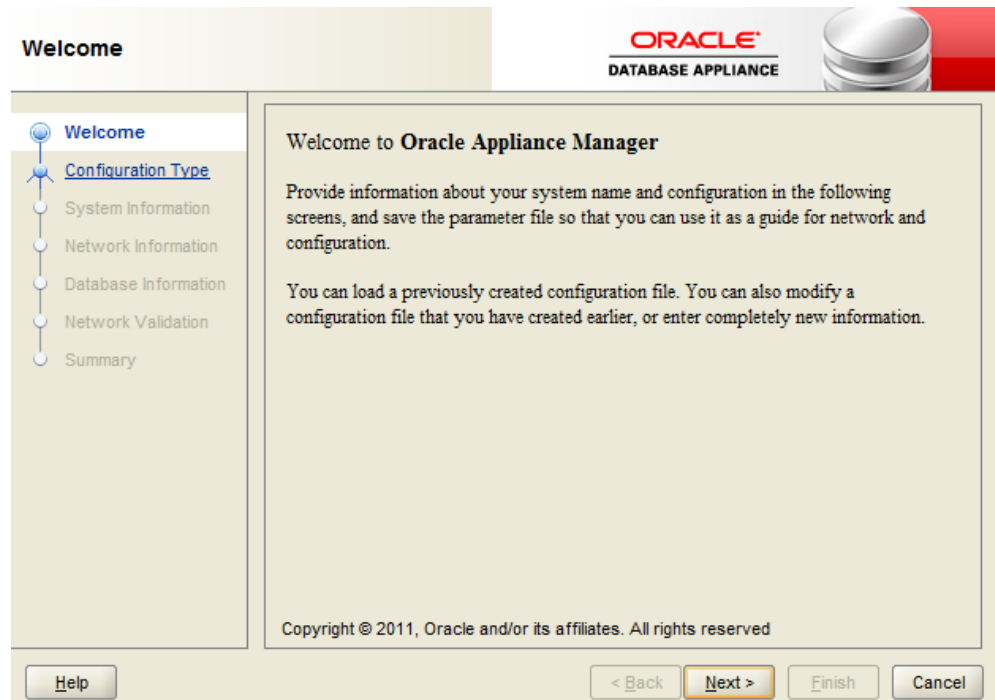 Welcome
ORACLE
DATABASE APPLIANCE
Welcome
Configuration Type
System Information
Network Information
Database Information
Network Validation
Summary
Welcome to Oracle Appliance Manager
Provide information about your system name and configuration in the following
screens, and save the parameter file so that you can use it as a guide for network and
configuration.
You can load a previously created configuration file. You can also modify a
configuration file that you have created earlier, or enter completely new information.
Copyright © 2011, Oracle and/or its affiliates. All rights reserved
Help
< Back
Next >
Finish
Cancel